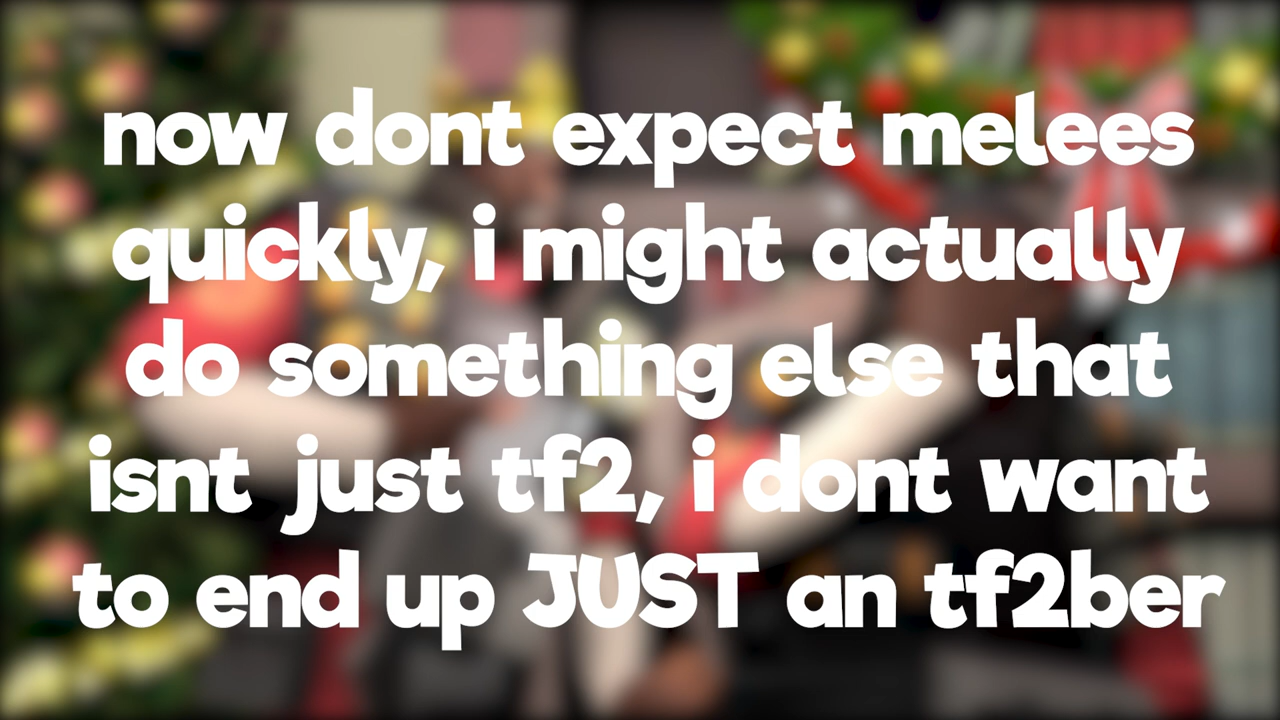 now dont expect melees
quickly, i might actually
do something else that
isnt just tf2, i dont want
to end up JUST an tf2ber